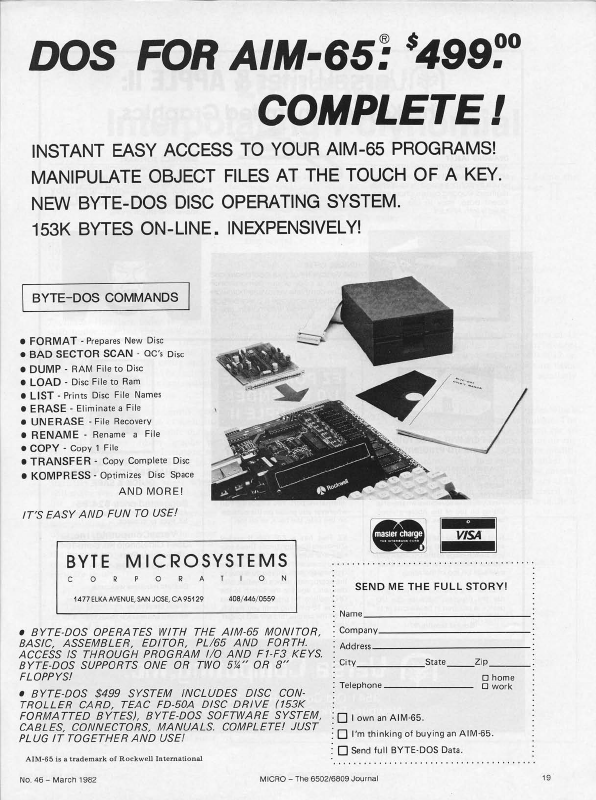 DOS FOR AIM-65®: $499.00
COMPLETE!
INSTANT EASY ACCESS TO YOUR AIM-65 PROGRAMS!
MANIPULATE OBJECT FILES AT THE TOUCH OF A KEY.
NEW BYTE-DOS DISC OPERATING SYSTEM.
153K BYTES ON-LINE. INEXPENSIVELY!
BYTE-DOS COMMANDS
● FORMAT - Prepares New Disc
● BAD SECTOR SCAN - QC's Disc
● DUMP - RAM File to Disc
● LOAD - Disc File to Ram
● LIST - Prints Disc File Names
● ERASE - Eliminate a File
● UNERASE - File Recovery
● RENAME - Rename a File
● COPY - Copy 1 File
● TRANSFER - Copy Complete Disc
● KOMPRESS - Optimizes Disc Space
AND MORE!
IT'S EASY AND FUN TO USE!
Rockwell
master charge
THE INTERBANK CARD
VISA
BYTE MICROSYSTEMS
CORPORATION
1477 ELKA AVENUE, SAN JOSE, CA 95129 408/446/0559
● BYTE-DOS OPERATES WITH THE AIM-65 MONITOR,
BASIC, ASSEMBLER, EDITOR, PL/65 AND FORTH.
ACCESS IS THROUGH PROGRAM I/O AND F1-F3 KEYS.
BYTE-DOS SUPPORTS ONE OR TWO 5¼" OR 8"
FLOPPYS!
● BYTE-DOS $499 SYSTEM INCLUDES DISC CON-
TROLLER CARD, TEAC FD-50A DISC DRIVE (153K
FORMATTED BYTES), BYTE-DOS SOFTWARE SYSTEM,
CABLES, CONNECTORS, MANUALS. COMPLETE! JUST
PLUG IT TOGETHER AND USE!
AIM-65 is a trademark of Rockwell International
SEND ME THE FULL STORY!
Name
Company
Address
City State Zip
Telephone □ home
□ work
□ I own an AIM-65.
□ I'm thinking of buying an AIM-65.
□ Send full BYTE-DOS Data.
No. 46 – March 1982
MICRO – The 6502/6809 Journal
19